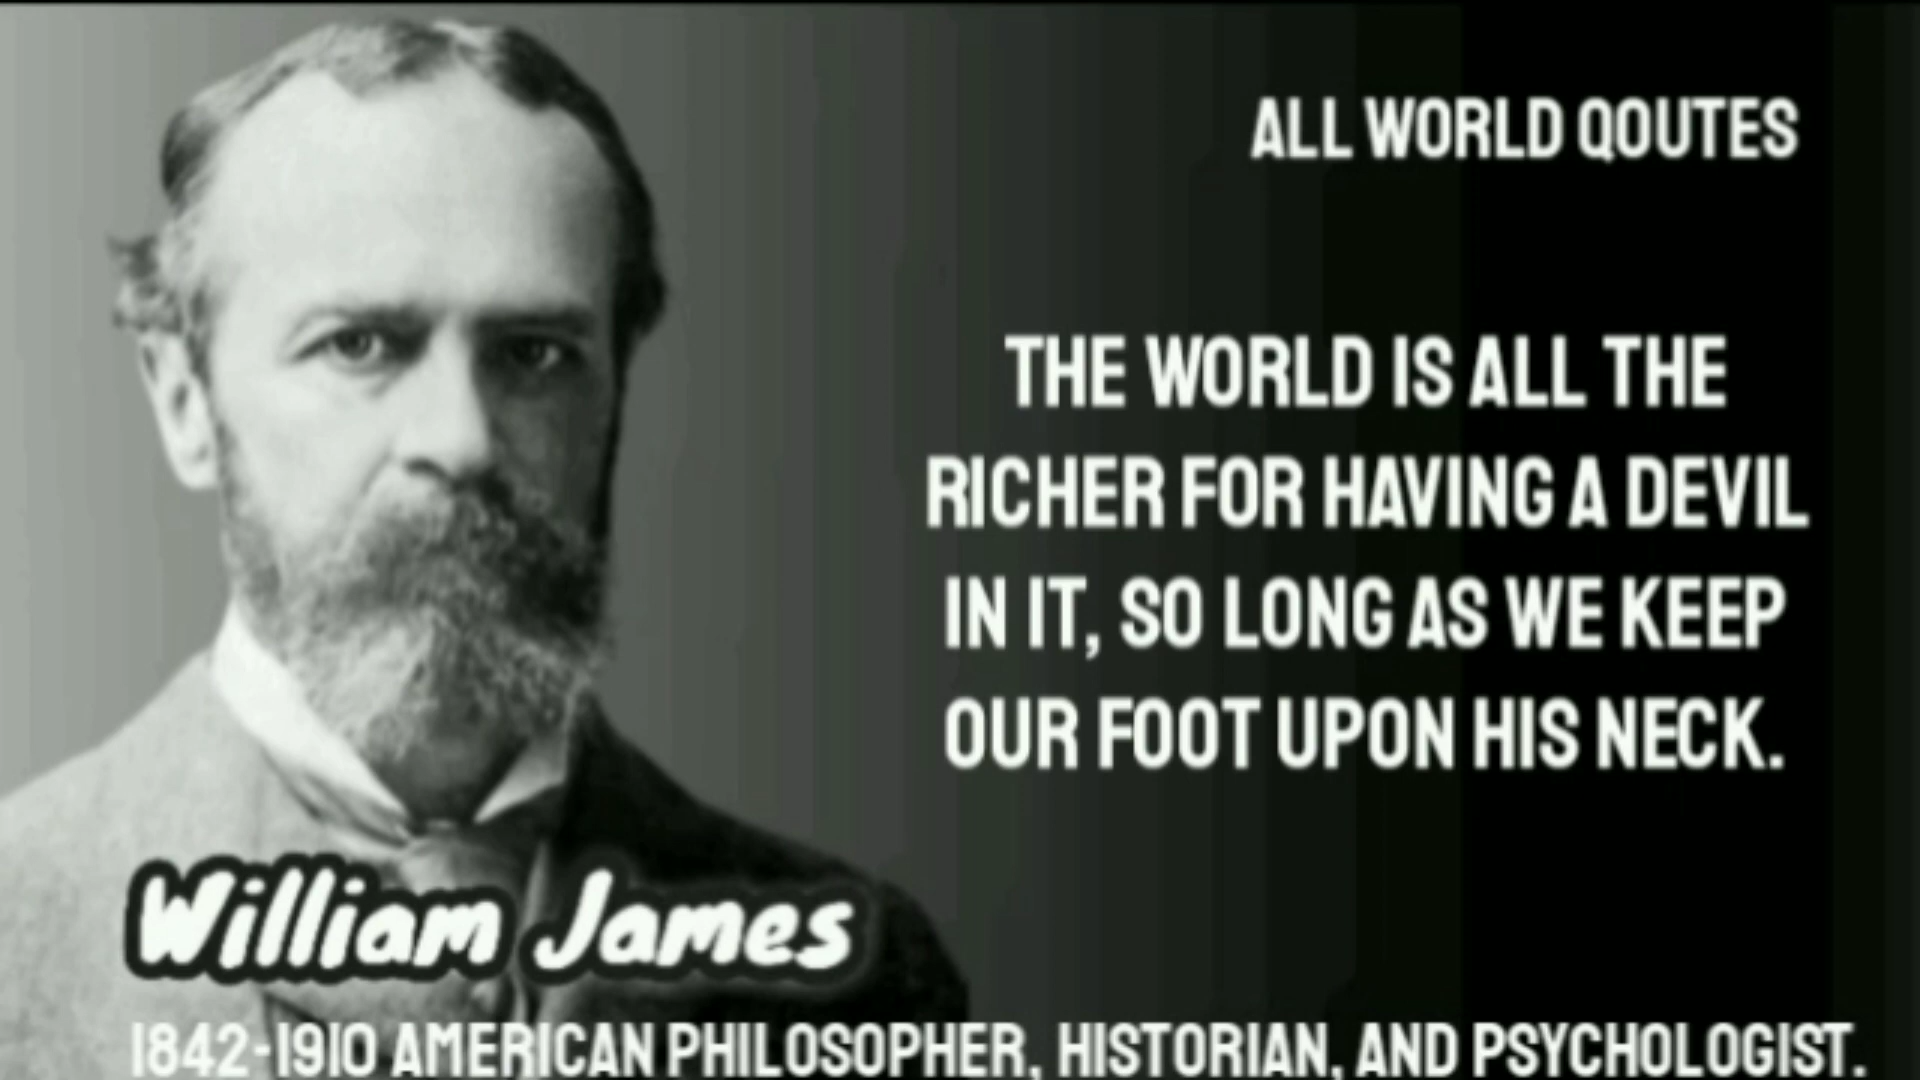 ALL WORLD QOUTES
THE WORLD IS ALL THE
RICHER FOR HAVING A DEVIL
IN IT, SO LONG AS WE KEEP
OUR FOOT UPON HIS NECK.
William James
1842-1910 AMERICAN PHILOSOPHER, HISTORIAN, AND PSYCHOLOGIST.